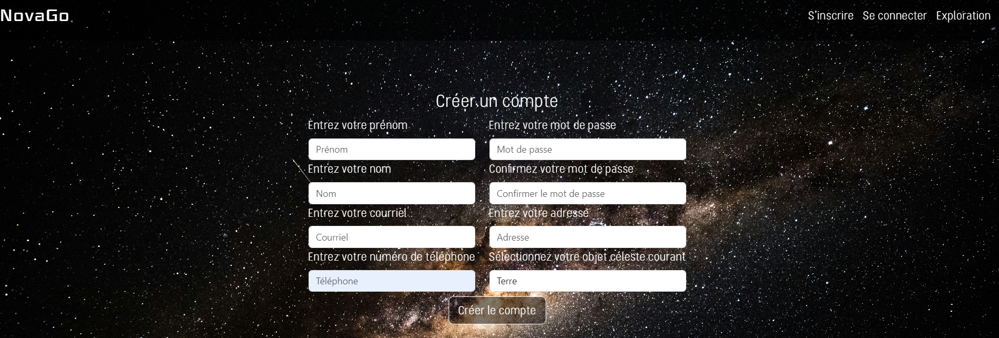 NovaGo
S'inscrire Se connecter Exploration
Créer un compte
Entrez votre prénom
Prénom
Entrez votre nom
Nom
Entrez votre courriel
Courriel
Entrez votre numéro de téléphone
Téléphone
Entrez votre mot de passe
Mot de passe
Confirmez votre mot de passe
Confirmer le mot de passe
Entrez votre adresse
Adresse
Sélectionnez votre objet céleste courant
Terre
Créer le compte